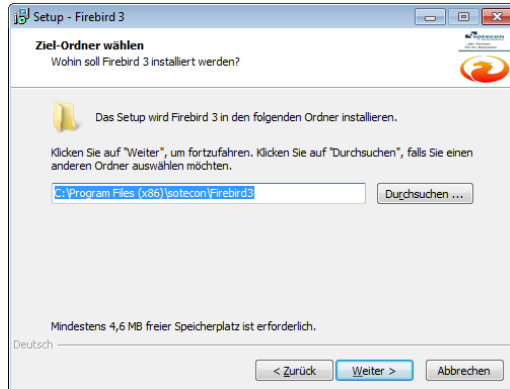 Setup - Firebird 3
Ziel-Ordner wählen
Wohin soll Firebird 3 installiert werden?
sotecon
Das Setup wird Firebird 3 in den folgenden Ordner installieren.
Klicken Sie auf "Weiter", um fortzufahren. Klicken Sie auf "Durchsuchen", falls Sie einen
anderen Ordner auswählen möchten.
C:\Program Files (x86)\sotecon\Firebird3
Durchsuchen ...
Mindestens 4,6 MB freier Speicherplatz ist erforderlich.
Deutsch
< Zurück
Weiter >
Abbrechen